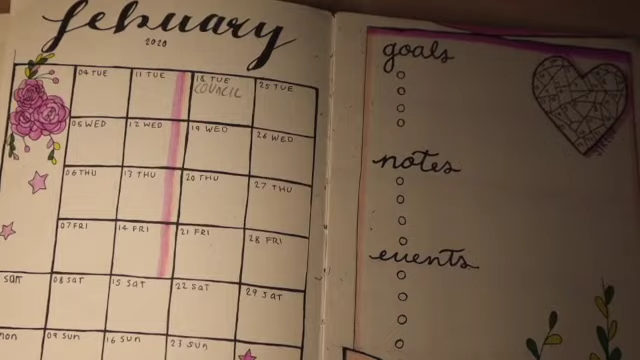 febuary
2020
04 TUE 11 TUE 18 TUE 25 TUE
COUNCIL
05 WED 12 WED 19 WED 26 WED
06 THU 13 THU 20 THU 27 THU
07 FRI 14 FRI 21 FRI 28 FRI
SAT 08 SAT 15 SAT 22 SAT 29 SAT
09 SUN 16 SUN 23 SUN
goals
notes
events